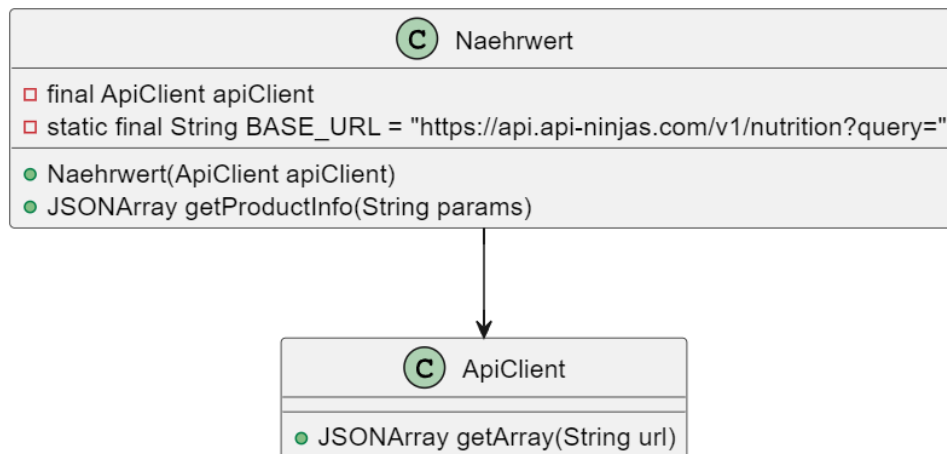 C Naehrwert
final ApiClient apiClient
static final String BASE_URL = "https://api.api-ninjas.com/v1/nutrition?query="
Naehrwert(ApiClient apiClient)
JSONArray getProductInfo(String params)
C ApiClient
JSONArray getArray(String url)